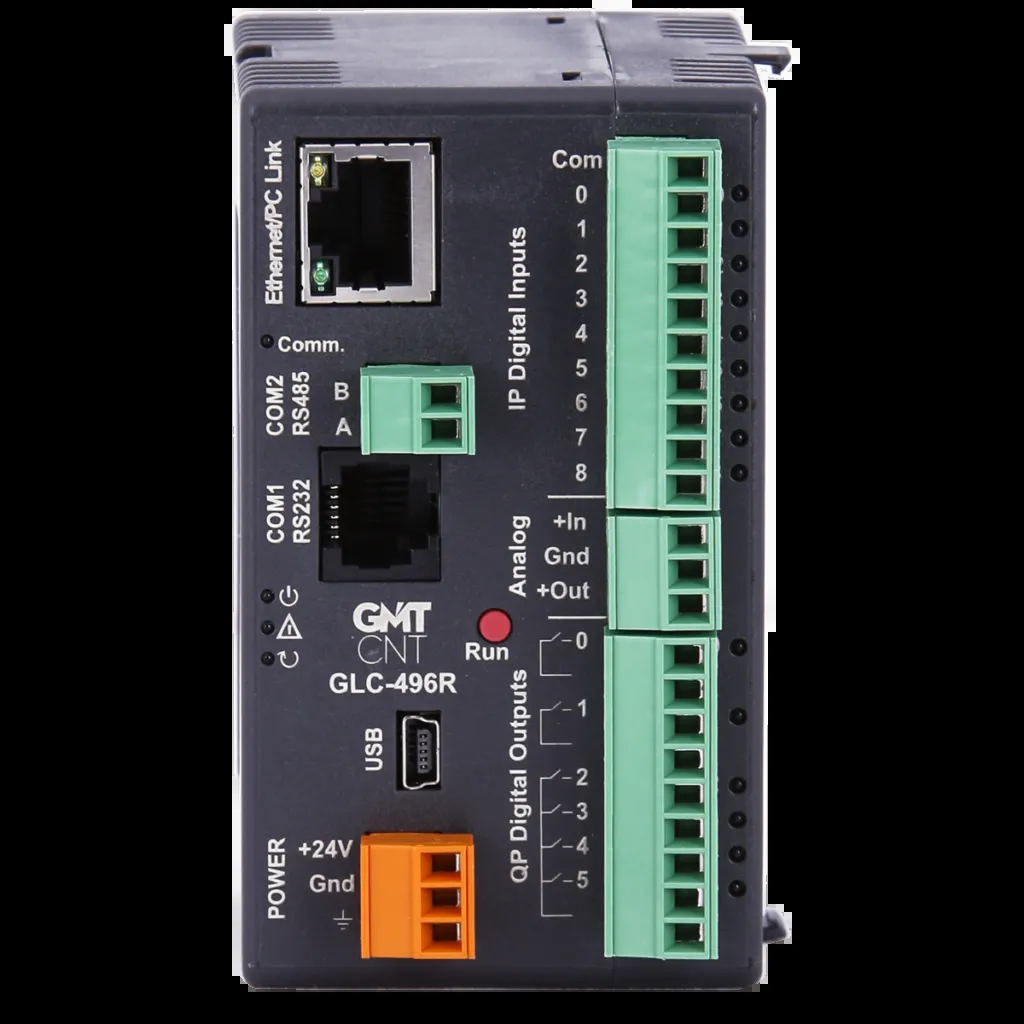 Ethernet/PC Link
Comm.
COM2
RS485
B
A
COM1
RS232
GMT
CNT
GLC-496R
Run
USB
POWER
+24V
Gnd
IP Digital Inputs
Com
0
1
2
3
4
5
6
7
8
Analog
+In
Gnd
+Out
QP Digital Outputs
0
1
2
3
4
5